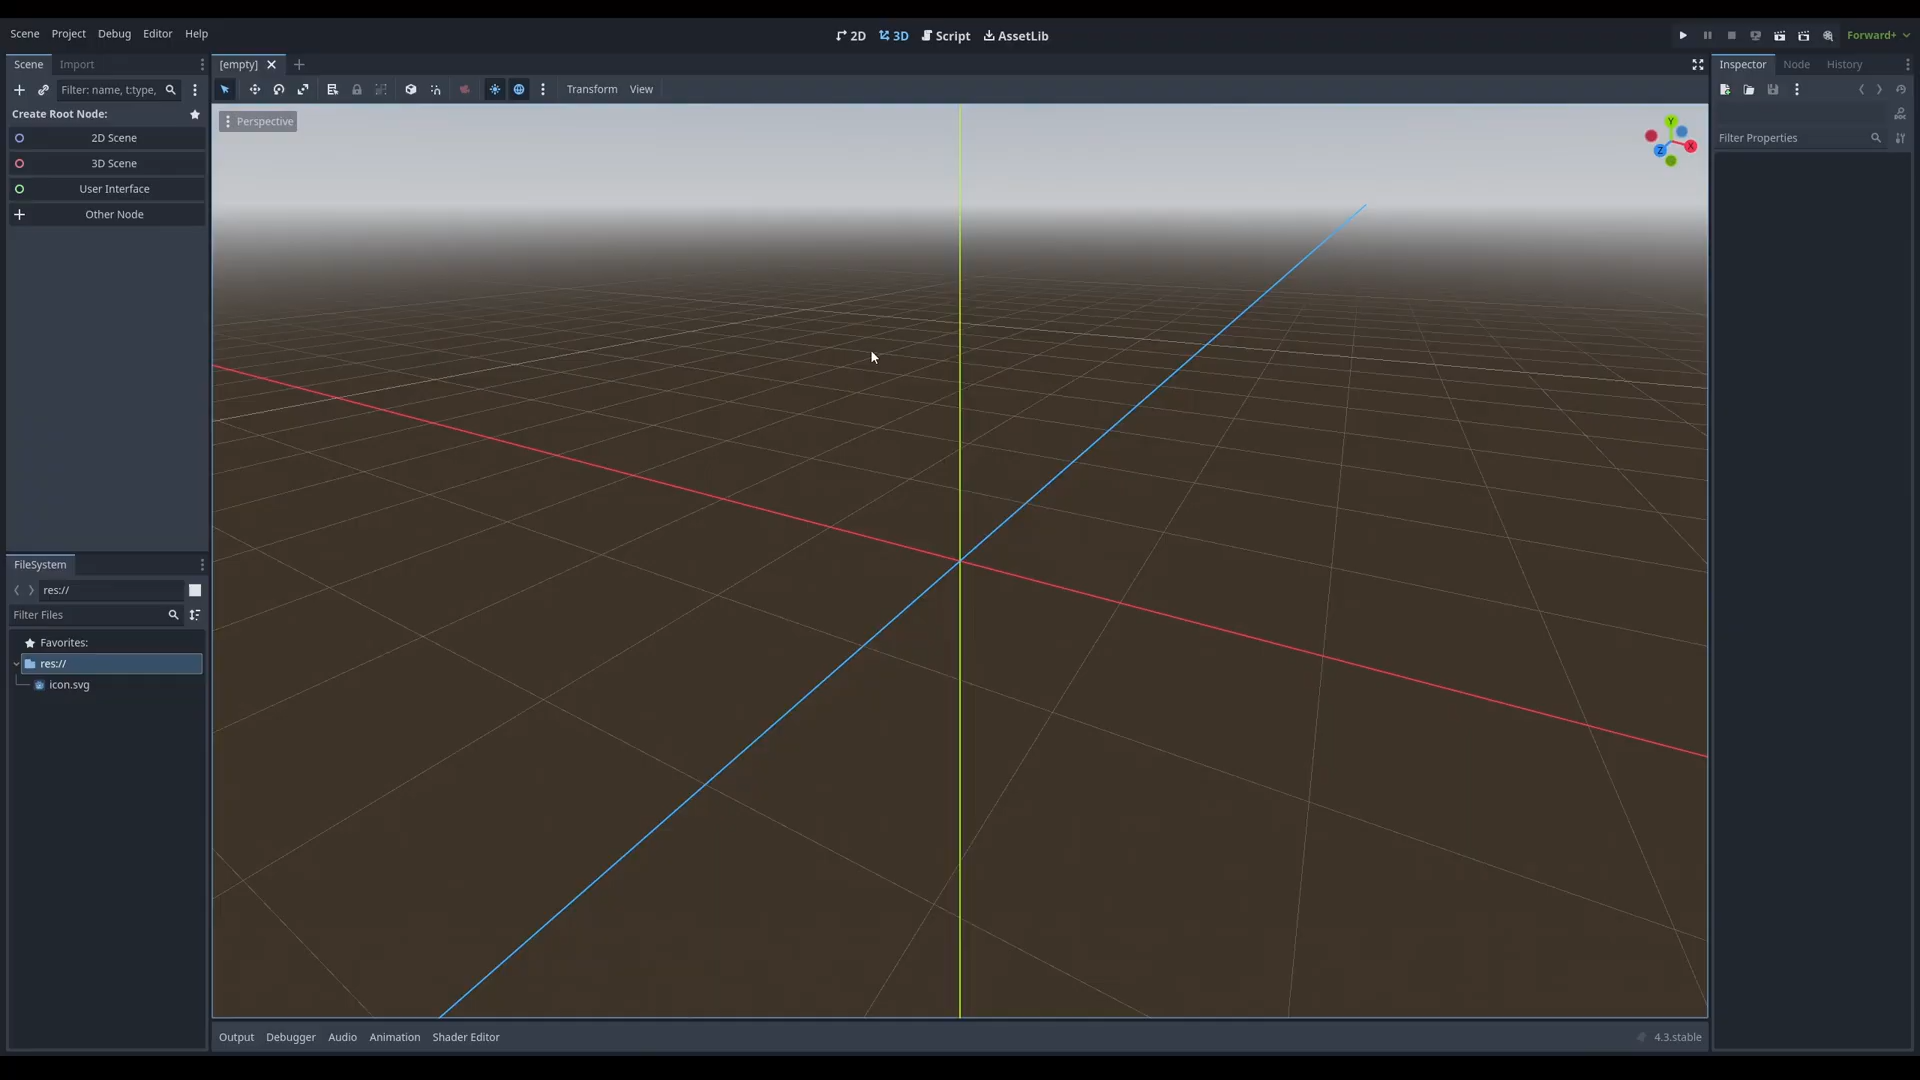 Scene Project Debug Editor Help
2D 3D Script AssetLib
Forward+
Scene Import
[empty]
Inspector Node History
Filter: name, t:type,
Transform View
Create Root Node:
2D Scene
3D Scene
User Interface
Other Node
Perspective
Y
X
Z
Filter Properties
FileSystem
res://
Filter Files
Favorites:
res://
icon.svg
Output Debugger Audio Animation Shader Editor
4.3.stable